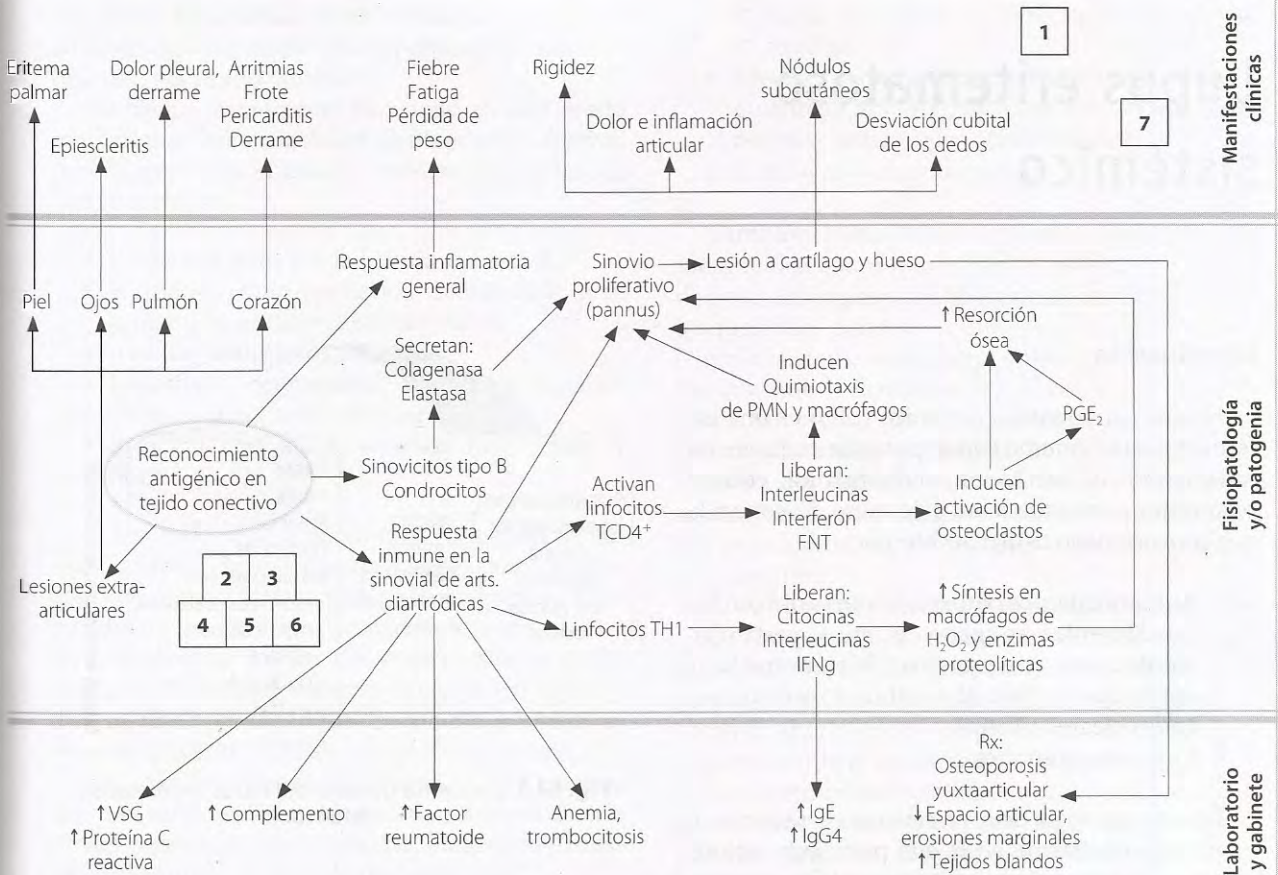 1
Manifestaciones
clínicas
Eritema
palmar
Dolor pleural,
derrame
Arritmias
Frote
Pericarditis
Derrame
Fiebre
Fatiga
Pérdida de
peso
Rigidez
Nódulos
subcutáneos
Epiescleritis
Dolor e inflamación
articular
Desviación cubital
de los dedos
7
Fisiopatología
y/o patogenia
Respuesta inflamatoria
general
Sinovio
proliferativo
(pannus)
Lesión a cartílago y hueso
Piel
Ojos
Pulmón
Corazón
↑ Resorción
ósea
Secretan:
Colagenasa
Elastasa
Inducen
Quimiotaxis
de PMN y macrófagos
PGE₂
Reconocimiento
antigénico en
tejido conectivo
Sinovicitos tipo B
Condrocitos
Activan
linfocitos
TCD4⁺
Liberan:
Interleucinas
Interferón
FNT
Inducen
activación de
osteoclastos
Respuesta
inmune en la
sinovial de arts.
diartródicas
Lesiones extra-
articulares
2 3
4 5 6
Linfocitos TH1
Liberan:
Citocinas
Interleucinas
IFNg
↑ Síntesis en
macrófagos de
H₂O₂ y enzimas
proteolíticas
Laboratorio
y gabinete
↑ VSG
↑ Proteína C
reactiva
↑ Complemento
↑ Factor
reumatoide
Anemia,
trombocitosis
↑ IgE
↑ IgG4
Rx:
Osteoporosis
yuxtaarticular
↓ Espacio articular,
erosiones marginales
↑ Tejidos blandos